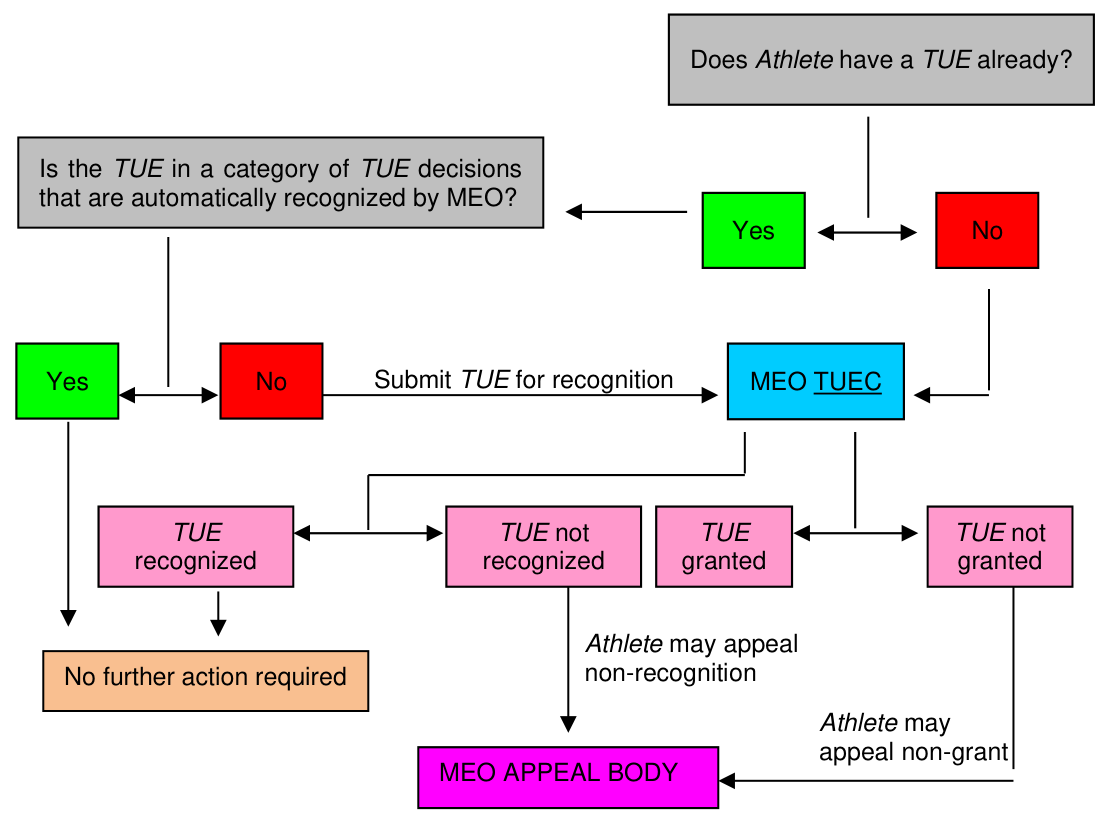 Does Athlete have a TUE already?
Is the TUE in a category of TUE decisions
that are automatically recognized by MEO?
Yes
No
Yes
No
Submit TUE for recognition
MEO TUEC
TUE
recognized
TUE not
recognized
TUE
granted
TUE not
granted
Athlete may appeal
non-recognition
No further action required
Athlete may
appeal non-grant
MEO APPEAL BODY